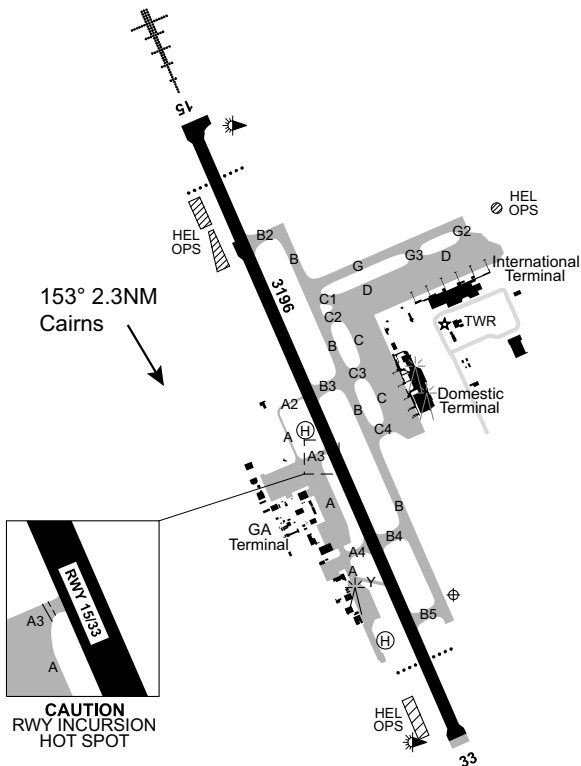 15
HEL
OPS
HEL
OPS
B2
B
G2
G3
D
G
International
Terminal
D
3196
C1
C2
TWR
153° 2.3NM
Cairns
B
C
C3
B3
Domestic
Terminal
A2
B
C
C4
H
A
A3
A
B
GA
Terminal
B4
A4
A
Y
B5
H
RWY 15/33
A3
A
CAUTION
RWY INCURSION
HOT SPOT
HEL
OPS
33